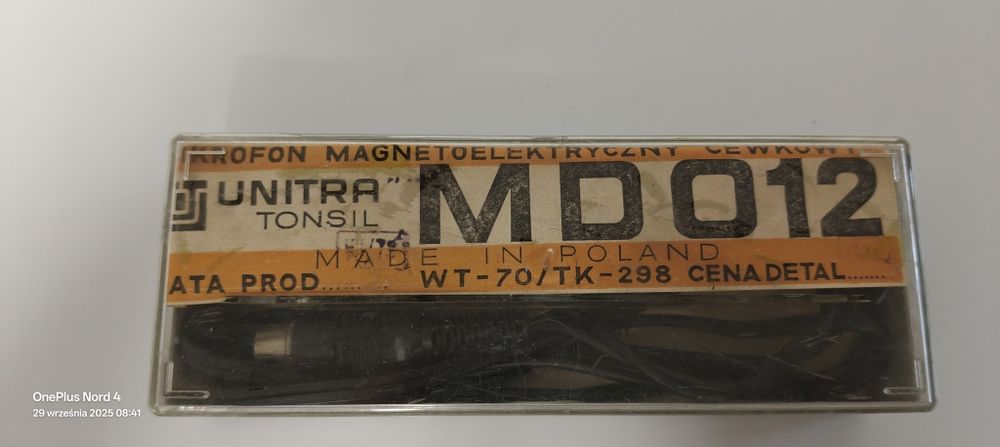 KROFON MAGNETOELEKTRYCZNY CEWKOWY
UNITRA" MDO12
TONSIL
MADE IN POLAND
ATA PROD......... WT-70/TK-298 CENA DETAL......
OnePlus Nord 4
29 września 2025 08:41